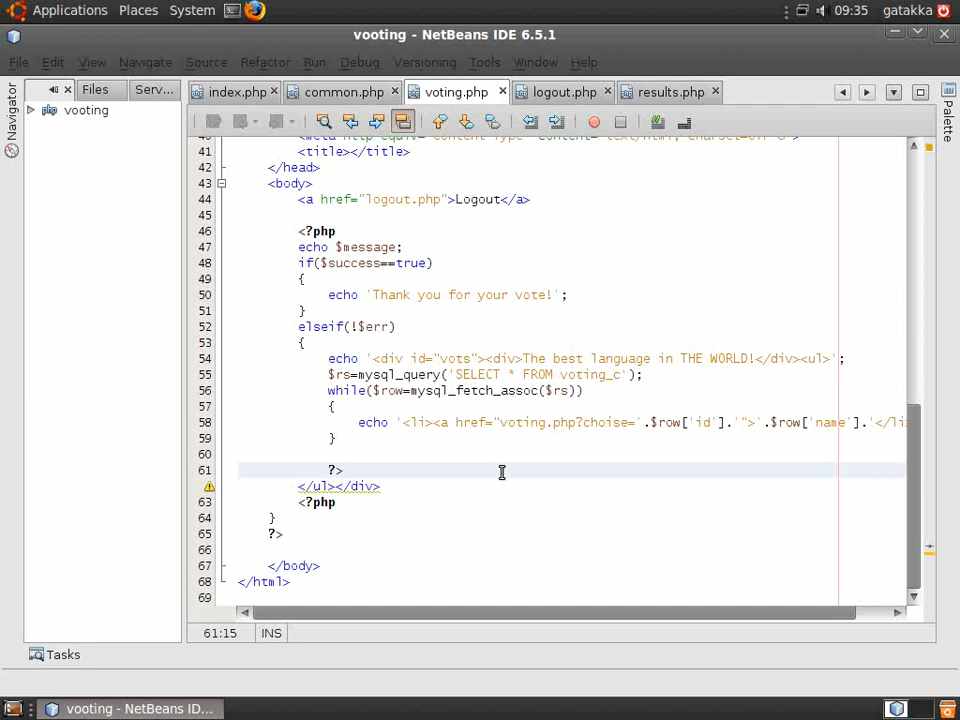 Applications Places System 09:35 gatakka
vooting - NetBeans IDE 6.5.1
File Edit View Navigate Source Refactor Run Debug Versioning Tools Window Help
Navigator
Files Serv...
vooting
index.php common.php voting.php logout.php results.php
Palette
41 <title></title>
42 </head>
43 <body>
44 <a href="logout.php">Logout</a>
45
46 <?php
47 echo $message;
48 if($success==true)
49 {
50 echo 'Thank you for your vote!';
51 }
52 elseif(!$err)
53 {
54 echo '<div id="vots"><div>The best language in THE WORLD!</div><ul>';
55 $rs=mysql_query('SELECT * FROM voting_c');
56 while($row=mysql_fetch_assoc($rs))
57 {
58 echo '<li><a href="voting.php?choise='.$row['id'].'">'.$row['name'].'</li
59 }
60
61 ?>
</ul></div>
63 <?php
64 }
65 ?>
66
67 </body>
68 </html>
69
61:15 INS
Tasks
vooting - NetBeans ID...